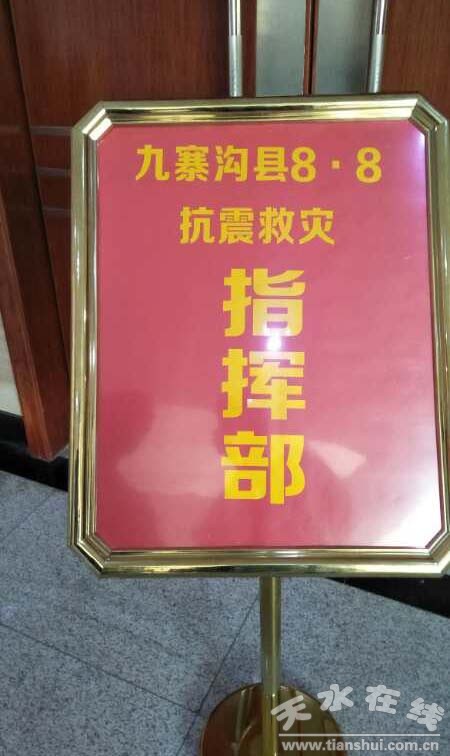 九寨沟县8·8
抗震救灾
指
挥
部
天水在线
www.tianshui.com.cn